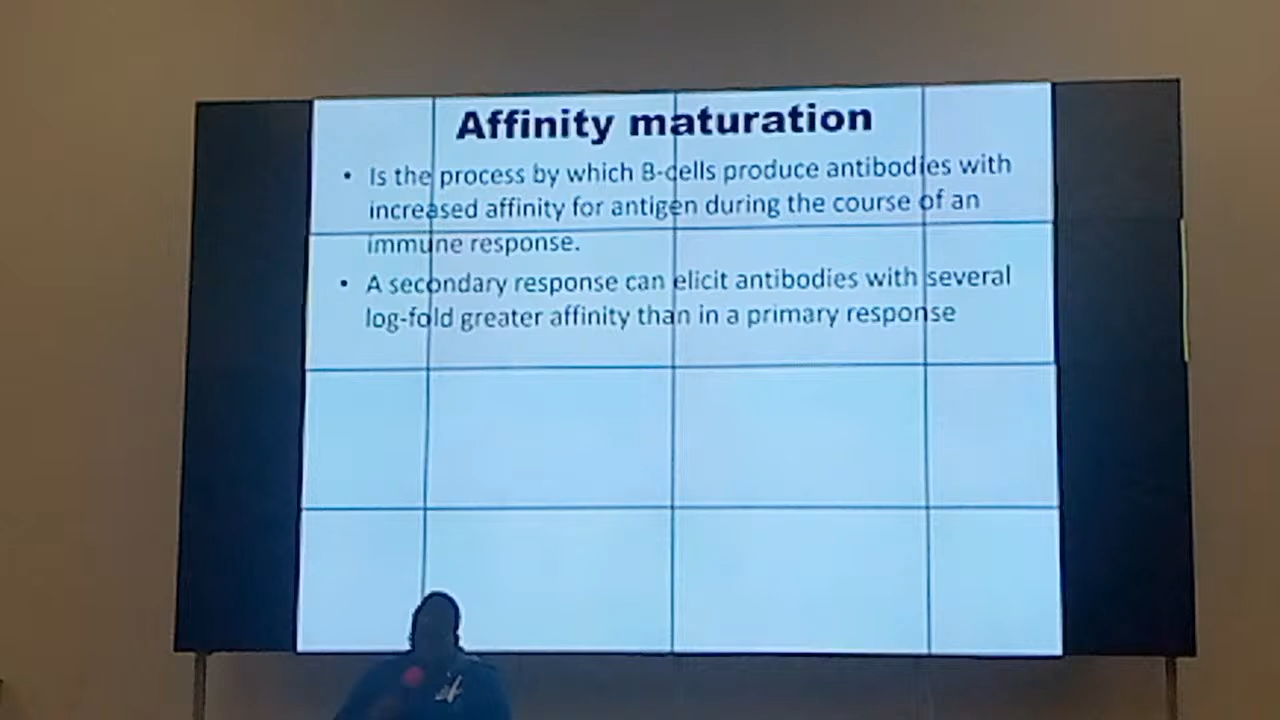 Affinity maturation
• Is the process by which B-cells produce antibodies with
increased affinity for antigen during the course of an
immune response.
• A secondary response can elicit antibodies with several
log-fold greater affinity than in a primary response